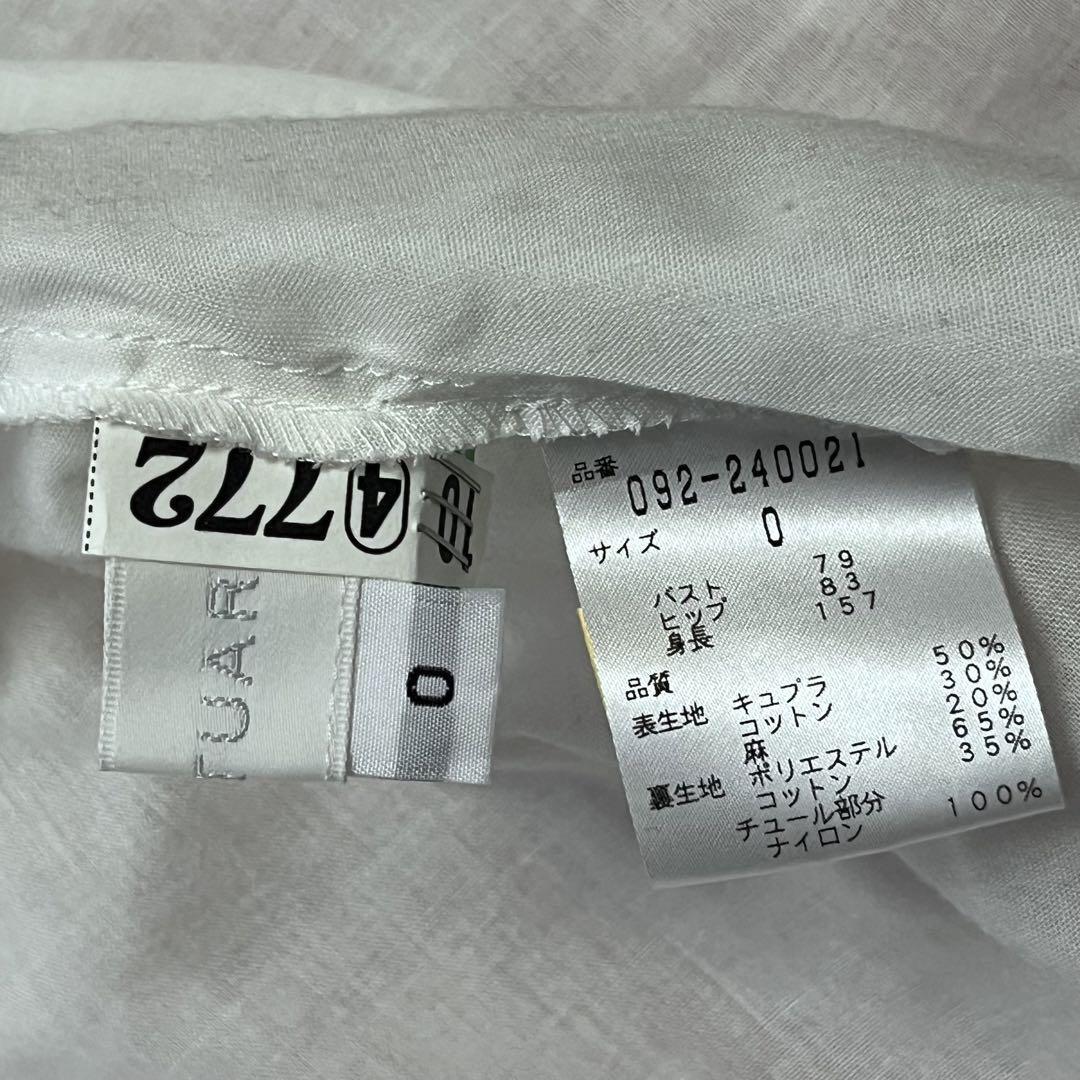 ④772
10
TUAR
0
品番 092-240021
サイズ 0
バスト 79
ヒップ 83
身長 157
品質
表生地 キュプラ 50%
コットン 30%
麻 20%
裏生地 ポリエステル 65%
コットン 35%
チュール部分
ナイロン 100%